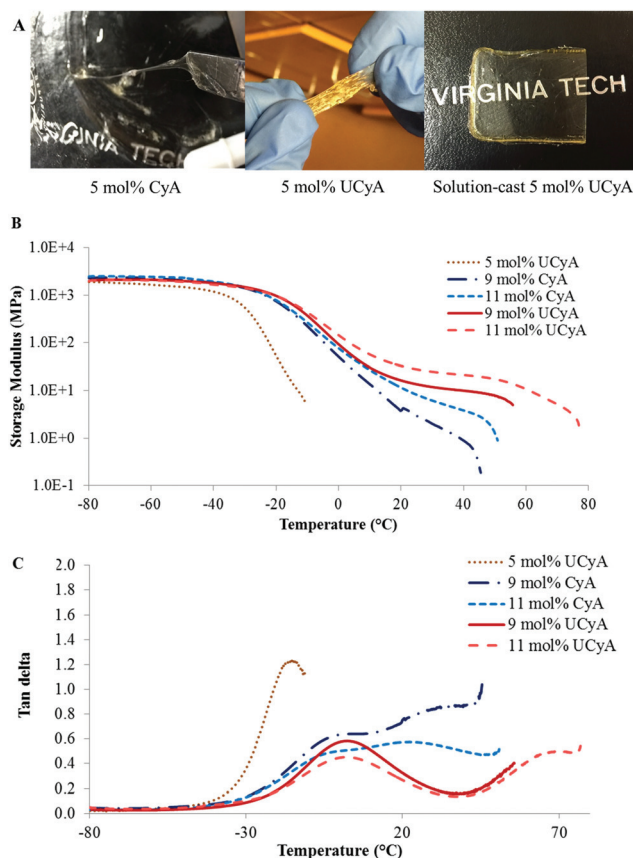 A
VIRGINIA TECH
GINIA TECH
5 mol% CyA
5 mol% UCyA
Solution-cast 5 mol% UCyA
B
1.0E+4
1.0E+3
1.0E+2
1.0E+1
1.0E+0
1.0E-1
Storage Modulus (MPa)
5 mol% UCyA
9 mol% CyA
11 mol% CyA
9 mol% UCyA
11 mol% UCyA
-80
-60
-40
-20
0
20
40
60
80
Temperature (°C)
C
2.0
1.8
1.6
1.4
1.2
1.0
0.8
0.6
0.4
0.2
0.0
Tan delta
5 mol% UCyA
9 mol% CyA
11 mol% CyA
9 mol% UCyA
11 mol% UCyA
-80
-30
20
70
Temperature (°C)